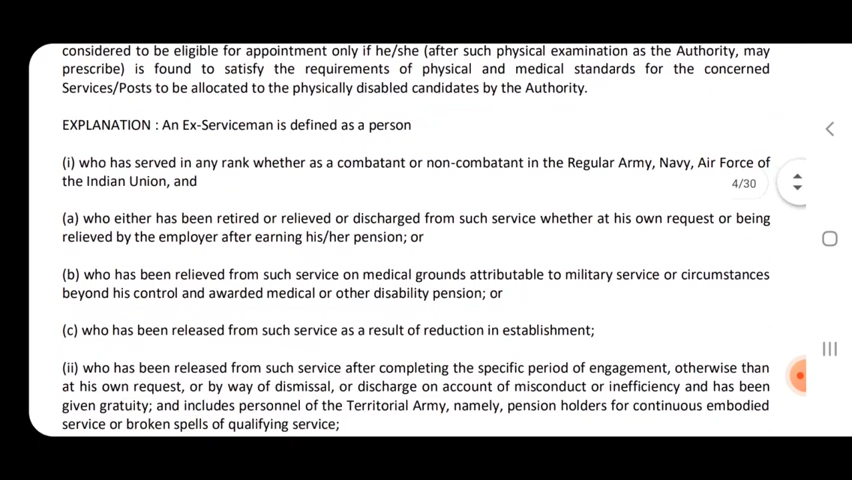 considered to be eligible for appointment only if he/she (after such physical examination as the Authority, may
prescribe) is found to satisfy the requirements of physical and medical standards for the concerned
Services/Posts to be allocated to the physically disabled candidates by the Authority.
EXPLANATION : An Ex-Serviceman is defined as a person
(i) who has served in any rank whether as a combatant or non-combatant in the Regular Army, Navy, Air Force of
the Indian Union, and
4/30
(a) who either has been retired or relieved or discharged from such service whether at his own request or being
relieved by the employer after earning his/her pension; or
(b) who has been relieved from such service on medical grounds attributable to military service or circumstances
beyond his control and awarded medical or other disability pension; or
(c) who has been released from such service as a result of reduction in establishment;
(ii) who has been released from such service after completing the specific period of engagement, otherwise than
at his own request, or by way of dismissal, or discharge on account of misconduct or inefficiency and has been
given gratuity; and includes personnel of the Territorial Army, namely, pension holders for continuous embodied
service or broken spells of qualifying service;